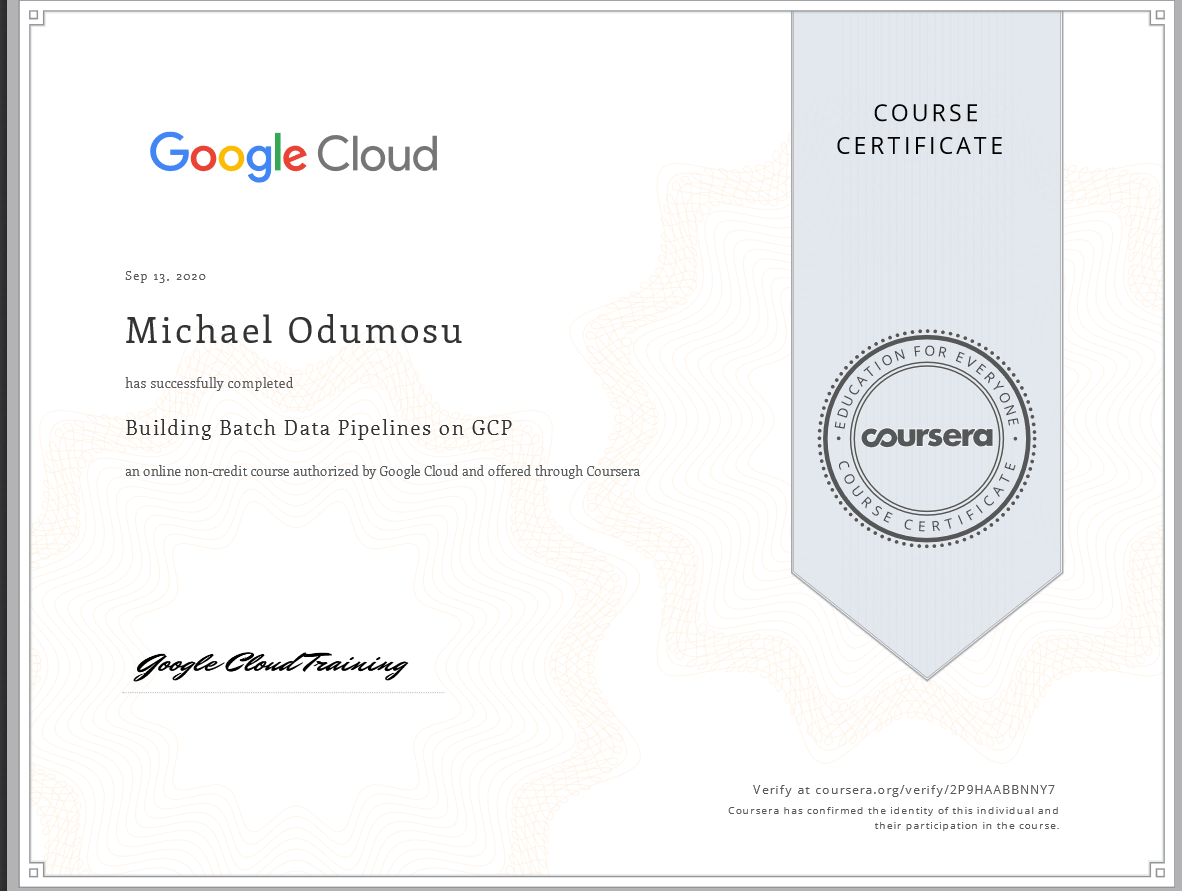 COURSE
CERTIFICATE
Google Cloud
Sep 13, 2020
Michael Odumosu
has successfully completed
Building Batch Data Pipelines on GCP
an online non-credit course authorized by Google Cloud and offered through Coursera
EDUCATION FOR EVERYONE
coursera
COURSE CERTIFICATE
Google Cloud Training
Verify at coursera.org/verify/2P9HAABBNNY7
Coursera has confirmed the identity of this individual and
their participation in the course.